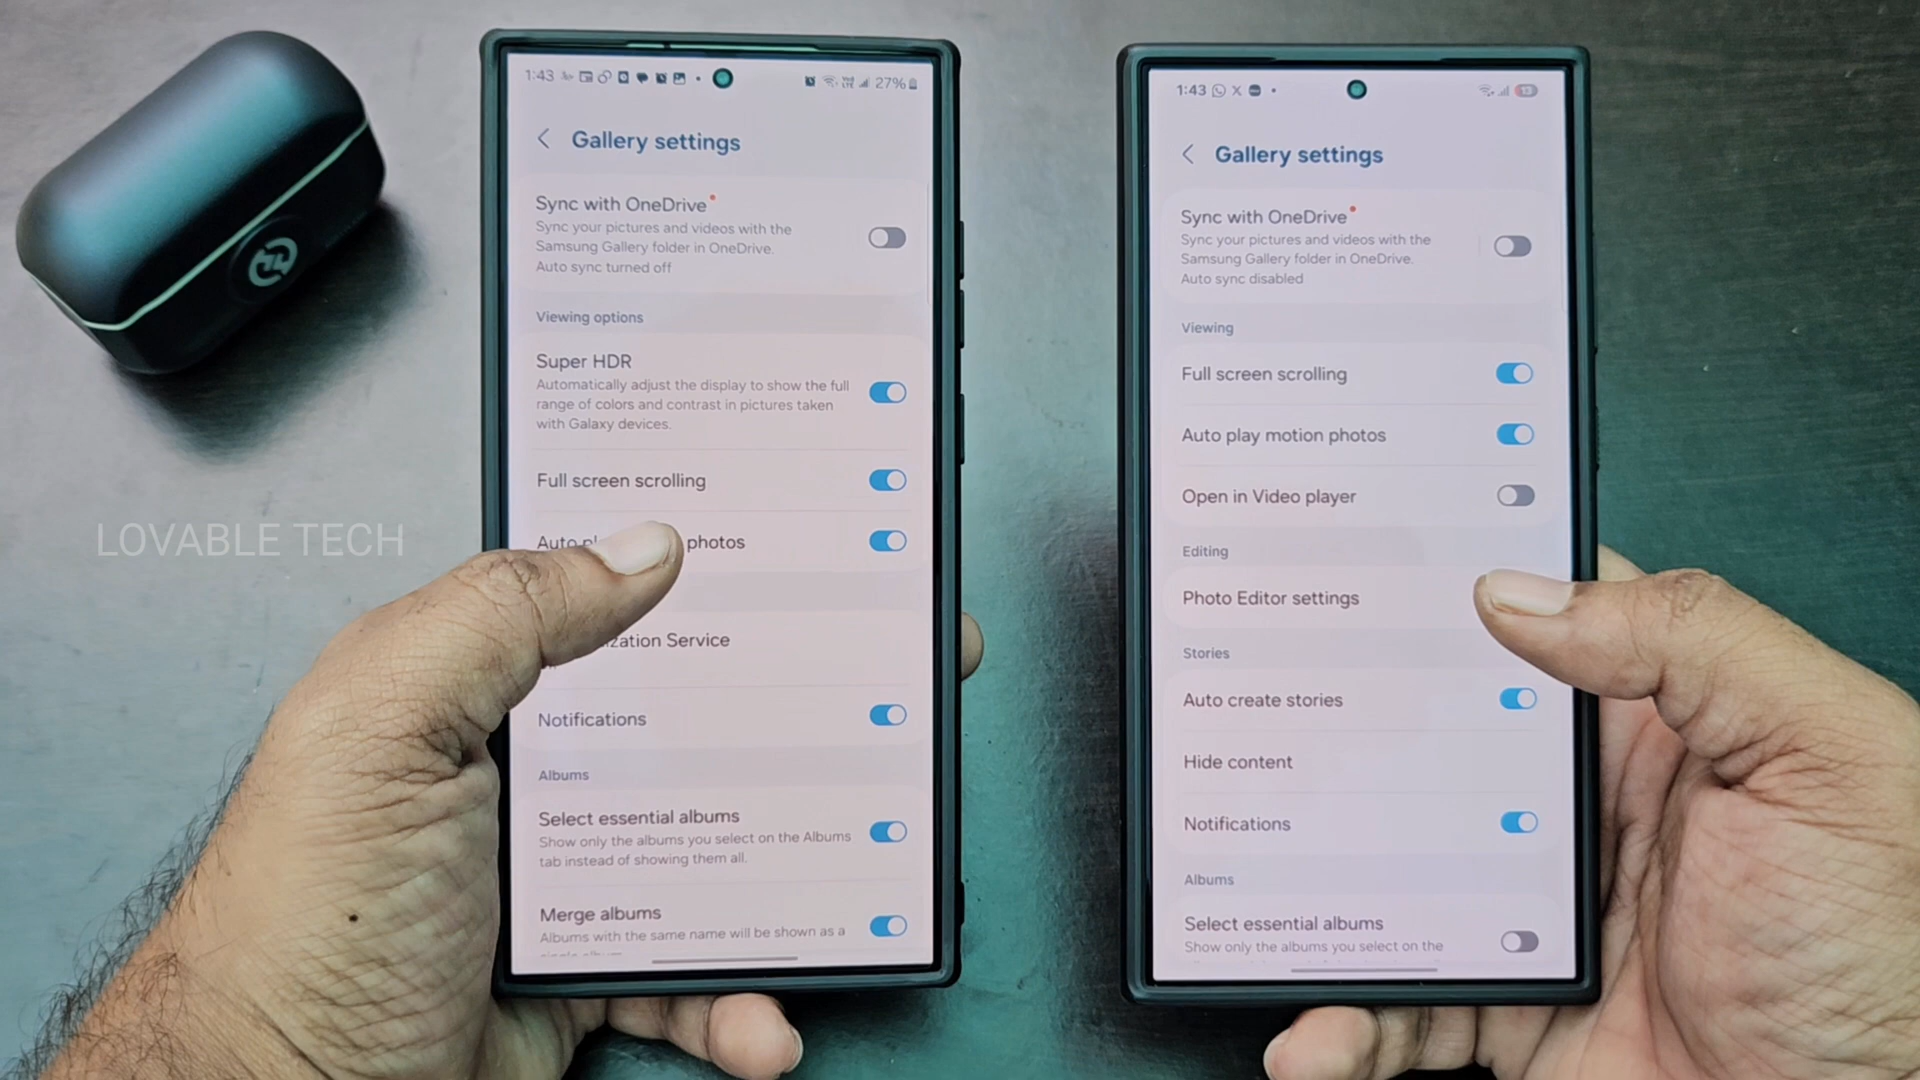 LOVABLE TECH
1:43
27%
Gallery settings
Sync with OneDrive
Sync your pictures and videos with the
Samsung Gallery folder in OneDrive.
Auto sync turned off
Viewing options
Super HDR
Automatically adjust the display to show the full
range of colors and contrast in pictures taken
with Galaxy devices.
Full screen scrolling
photos
Service
Notifications
Albums
Select essential albums
Show only the albums you select on the Albums
tab instead of showing them all.
Merge albums
Albums with the same name will be shown as a
1:43
Gallery settings
Sync with OneDrive
Sync your pictures and videos with the
Samsung Gallery folder in OneDrive.
Auto sync disabled
Viewing
Full screen scrolling
Auto play motion photos
Open in Video player
Editing
Photo Editor settings
Stories
Auto create stories
Hide content
Notifications
Albums
Select essential albums
Show only the albums you select on the